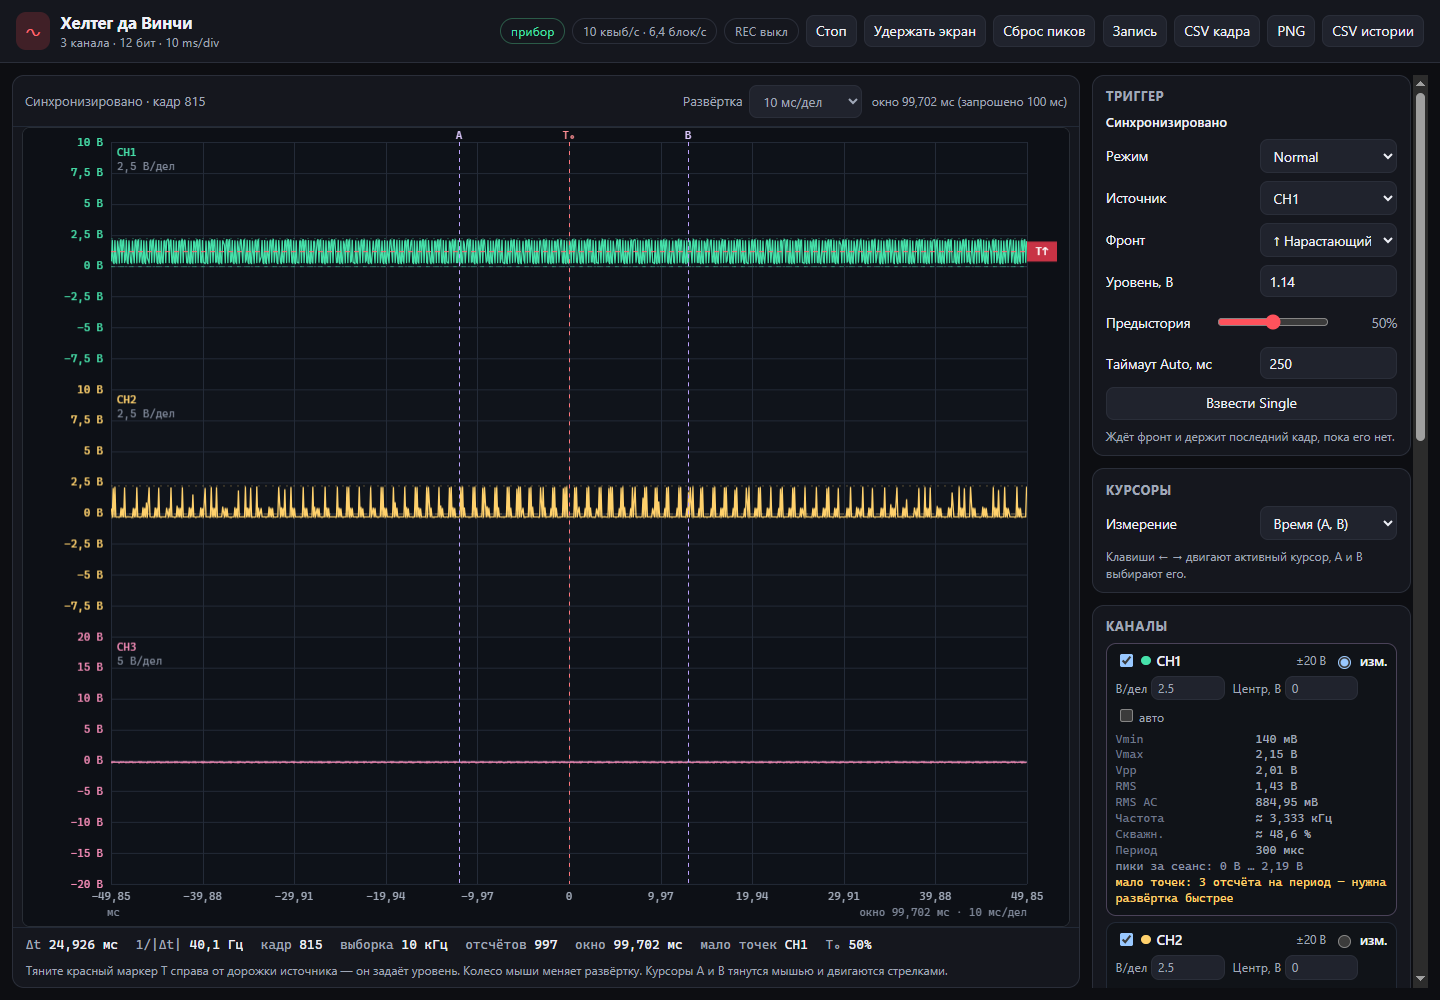 Хелтег да Винчи
3 канала · 12 бит · 10 ms/div
прибор
10 квыб/с · 6,4 блок/с
REC выкл
Стоп
Удержать экран
Сброс пиков
Запись
CSV кадра
PNG
CSV истории
Синхронизировано · кадр 815
Развёртка
10 мс/дел
окно 99,702 мс (запрошено 100 мс)
A
T₀
B
10 В
7,5 В
5 В
2,5 В
0 В
−2,5 В
−5 В
−7,5 В
CH1
2,5 В/дел
T↑
10 В
7,5 В
5 В
2,5 В
0 В
−2,5 В
−5 В
−7,5 В
CH2
2,5 В/дел
20 В
15 В
10 В
5 В
0 В
−5 В
−10 В
−15 В
−20 В
CH3
5 В/дел
−49,85
−39,88
−29,91
−19,94
−9,97
0
9,97
19,94
29,91
39,88
49,85
мс
окно 99,702 мс · 10 мс/дел
Δt 24,926 мс 1/|Δt| 40,1 Гц кадр 815 выборка 10 кГц отсчётов 997 окно 99,702 мс мало точек CH1 T₀ 50%
Тяните красный маркер T справа от дорожки источника — он задаёт уровень. Колесо мыши меняет развёртку. Курсоры A и B тянутся мышью и двигаются стрелками.
ТРИГГЕР
Синхронизировано
Режим
Normal
Источник
CH1
Фронт
↑ Нарастающий
Уровень, В
1.14
Предыстория
50%
Таймаут Auto, мс
250
Взвести Single
Ждёт фронт и держит последний кадр, пока его нет.
КУРСОРЫ
Измерение
Время (A, B)
Клавиши ← → двигают активный курсор, A и B
выбирают его.
КАНАЛЫ
CH1
±20 В
изм.
В/дел
2.5
Центр, В
0
авто
Vmin 140 мВ
Vmax 2,15 В
Vpp 2,01 В
RMS 1,43 В
RMS AC 884,95 мВ
Частота ≈ 3,333 кГц
Скважн. ≈ 48,6 %
Период 300 мкс
пики за сеанс: 0 В … 2,19 В
мало точек: 3 отсчёта на период — нужна
развёртка быстрее
CH2
±20 В
изм.
В/дел
2.5
Центр, В
0